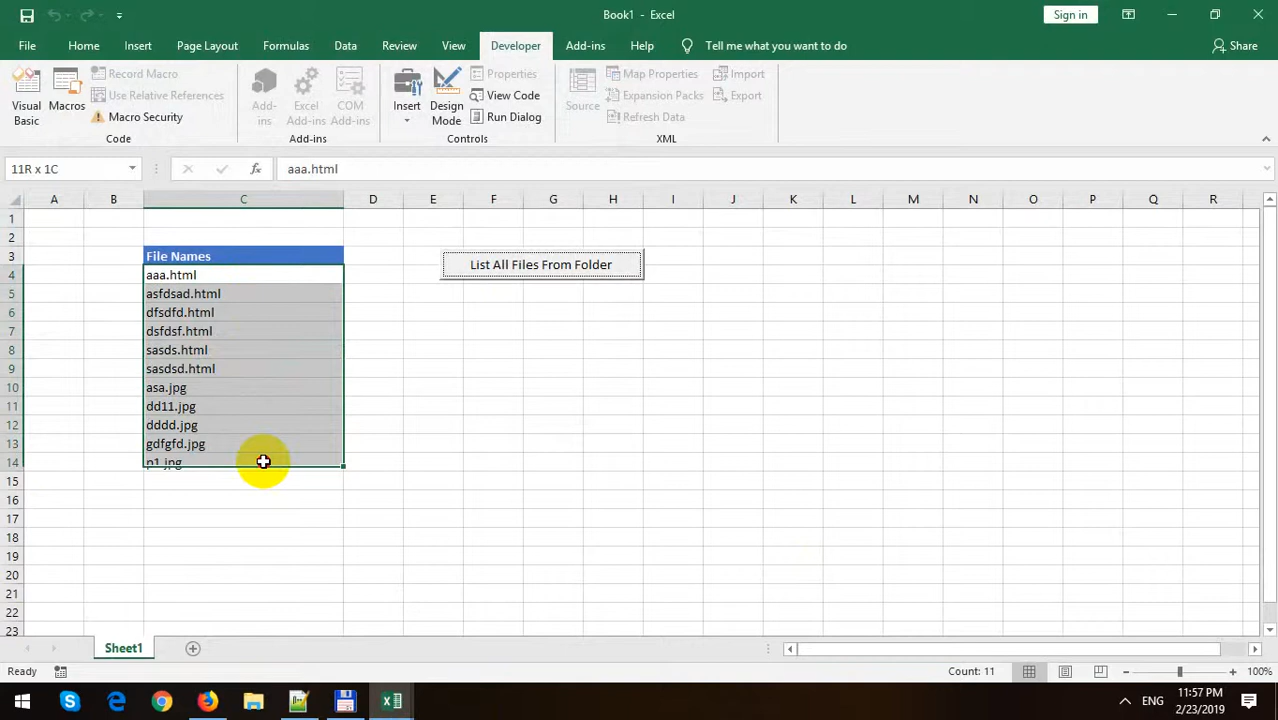 Book1 - Excel
Sign in
File Home Insert Page Layout Formulas Data Review View Developer Add-ins Help Tell me what you want to do Share
Visual Basic
Macros
Record Macro
Use Relative References
Macro Security
Code
Add-ins
Excel Add-ins
COM Add-ins
Add-ins
Insert
Design Mode
Properties
View Code
Run Dialog
Controls
Source
Map Properties
Expansion Packs
Refresh Data
Import
Export
XML
11R x 1C fx aaa.html
A B C D E F G H I J K L M N O P Q R
1
2
3 File Names List All Files From Folder
4 aaa.html
5 asfdsad.html
6 dfsdfd.html
7 dsfdsf.html
8 sasds.html
9 sasdsd.html
10 asa.jpg
11 dd11.jpg
12 dddd.jpg
13 gdfgfd.jpg
14 p1.jpg
15
16
17
18
19
20
21
22
23
Sheet1
Ready Count: 11 100%
ENG 11:57 PM
2/23/2019